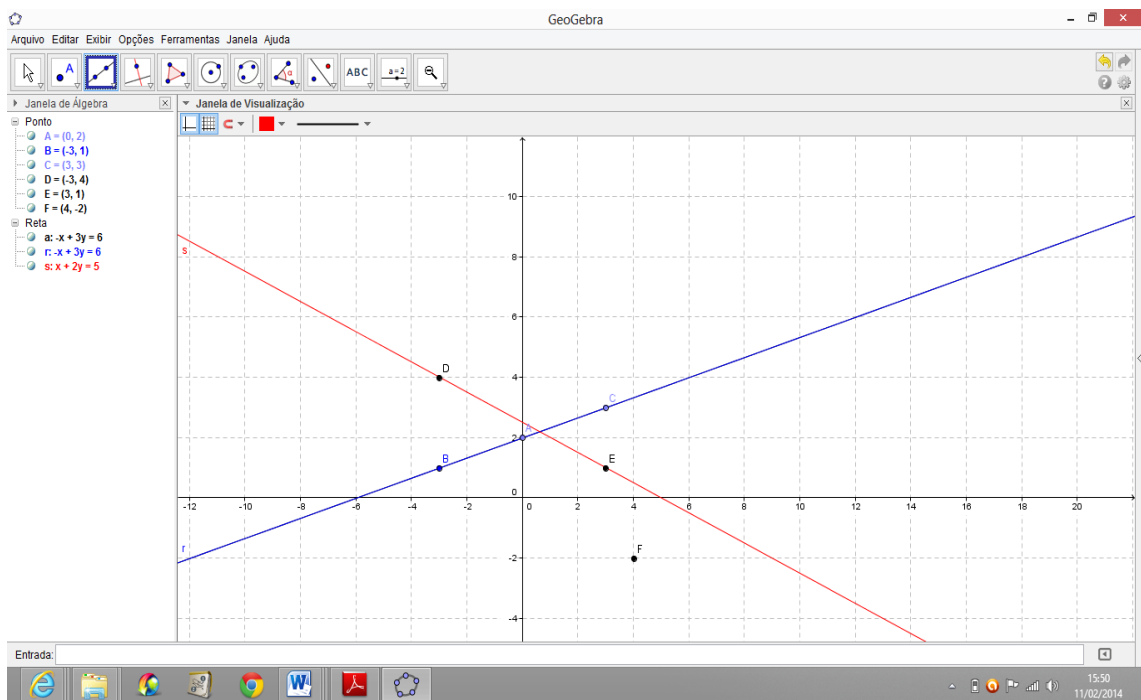 GeoGebra
Arquivo Editar Exibir Opções Ferramentas Janela Ajuda
A ABC a=2
Janela de Álgebra
Janela de Visualização
Ponto
A = (0, 2)
B = (-3, 1)
C = (3, 3)
D = (-3, 4)
E = (3, 1)
F = (4, -2)
Reta
a: -x + 3y = 6
r: -x + 3y = 6
s: x + 2y = 5
10
s
8
6
D
4
C
A
2
B
E
0
-12 -10 -8 -6 -4 -2 0 2 4 6 8 10 12 14 16 18 20
r
F
-2
-4
Entrada:
15:50
11/02/2014